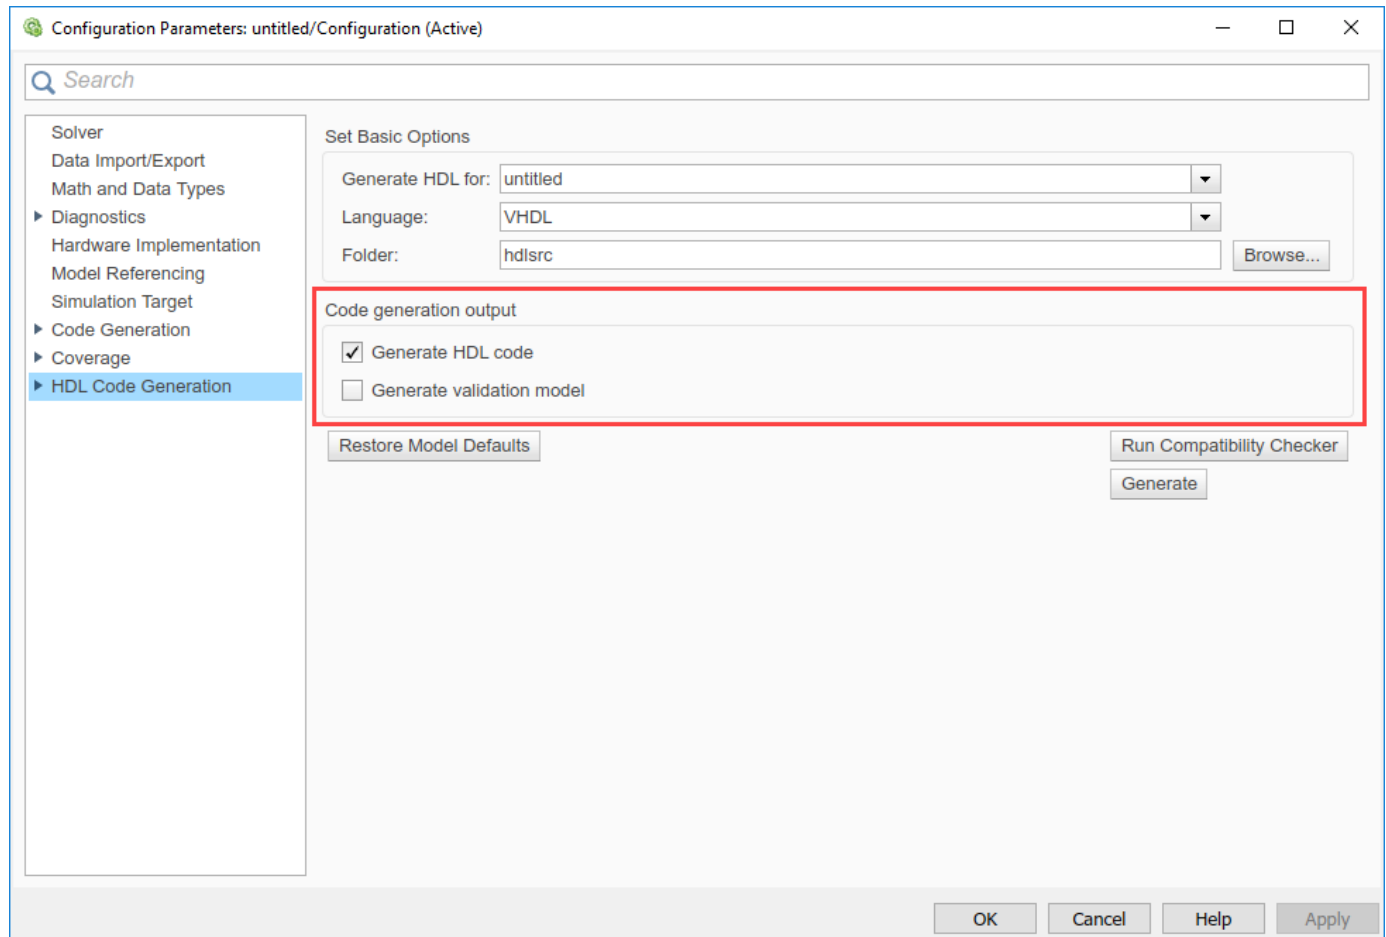 Configuration Parameters: untitled/Configuration (Active)
Search
Solver
Data Import/Export
Math and Data Types
Diagnostics
Hardware Implementation
Model Referencing
Simulation Target
Code Generation
Coverage
HDL Code Generation
Set Basic Options
Generate HDL for: untitled
Language: VHDL
Folder: hdlsrc Browse...
Code generation output
Generate HDL code
Generate validation model
Restore Model Defaults Run Compatibility Checker
Generate
OK Cancel Help Apply